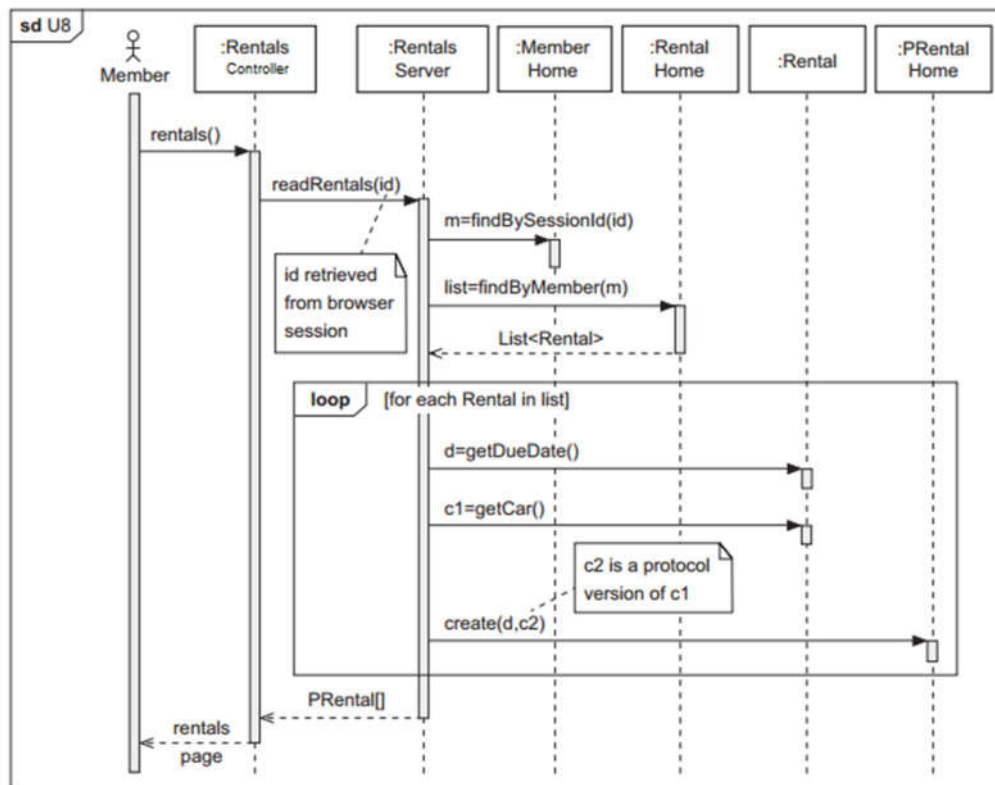 sd U8
Member
:Rentals
Controller
:Rentals
Server
:Member
Home
:Rental
Home
:Rental
:PRental
Home
rentals()
readRentals(id)
m=findBySessionId(id)
id retrieved
from browser
session
list=findByMember(m)
List<Rental>
loop
[for each Rental in list]
d=getDueDate()
c1=getCar()
c2 is a protocol
version of c1
create(d,c2)
PRental[]
rentals
page